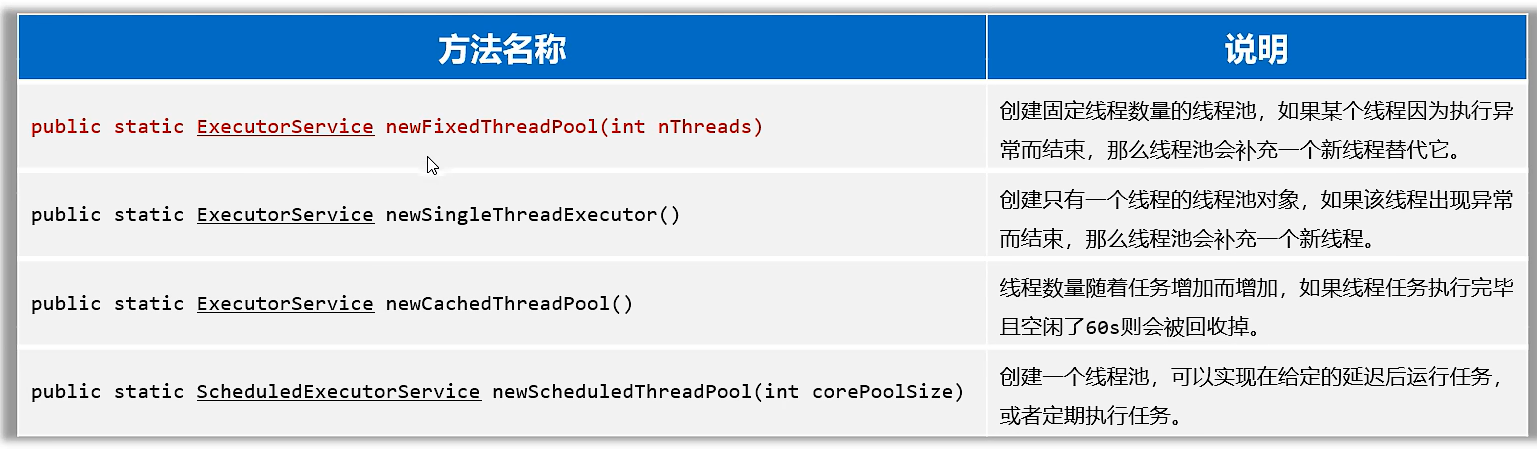 方法名称
说明
public static ExecutorService newFixedThreadPool(int nThreads)
创建固定线程数量的线程池，如果某个线程因为执行异
常而结束，那么线程池会补充一个新线程替代它。
public static ExecutorService newSingleThreadExecutor()
创建只有一个线程的线程池对象，如果该线程出现异常
而结束，那么线程池会补充一个新线程。
public static ExecutorService newCachedThreadPool()
线程数量随着任务增加而增加，如果线程任务执行完毕
且空闲了60s则会被回收掉。
public static ScheduledExecutorService newScheduledThreadPool(int corePoolSize)
创建一个线程池，可以实现在给定的延迟后运行任务，
或者定期执行任务。